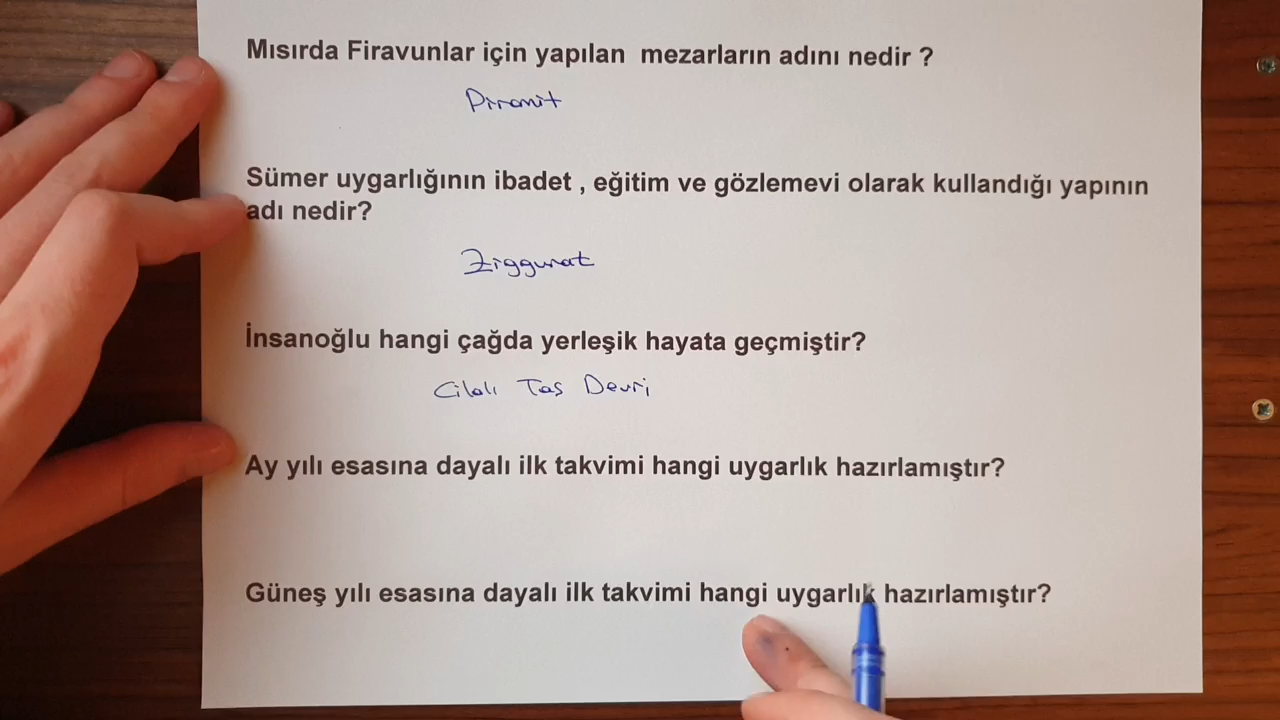 Mısırda Firavunlar için yapılan mezarların adını nedir ?
Piramit
Sümer uygarlığının ibadet , eğitim ve gözlemevi olarak kullandığı yapının
adı nedir?
Ziggurat
İnsanoğlu hangi çağda yerleşik hayata geçmiştir?
Cilalı Taş Devri
Ay yılı esasına dayalı ilk takvimi hangi uygarlık hazırlamıştır?
Güneş yılı esasına dayalı ilk takvimi hangi uygarlık hazırlamıştır?